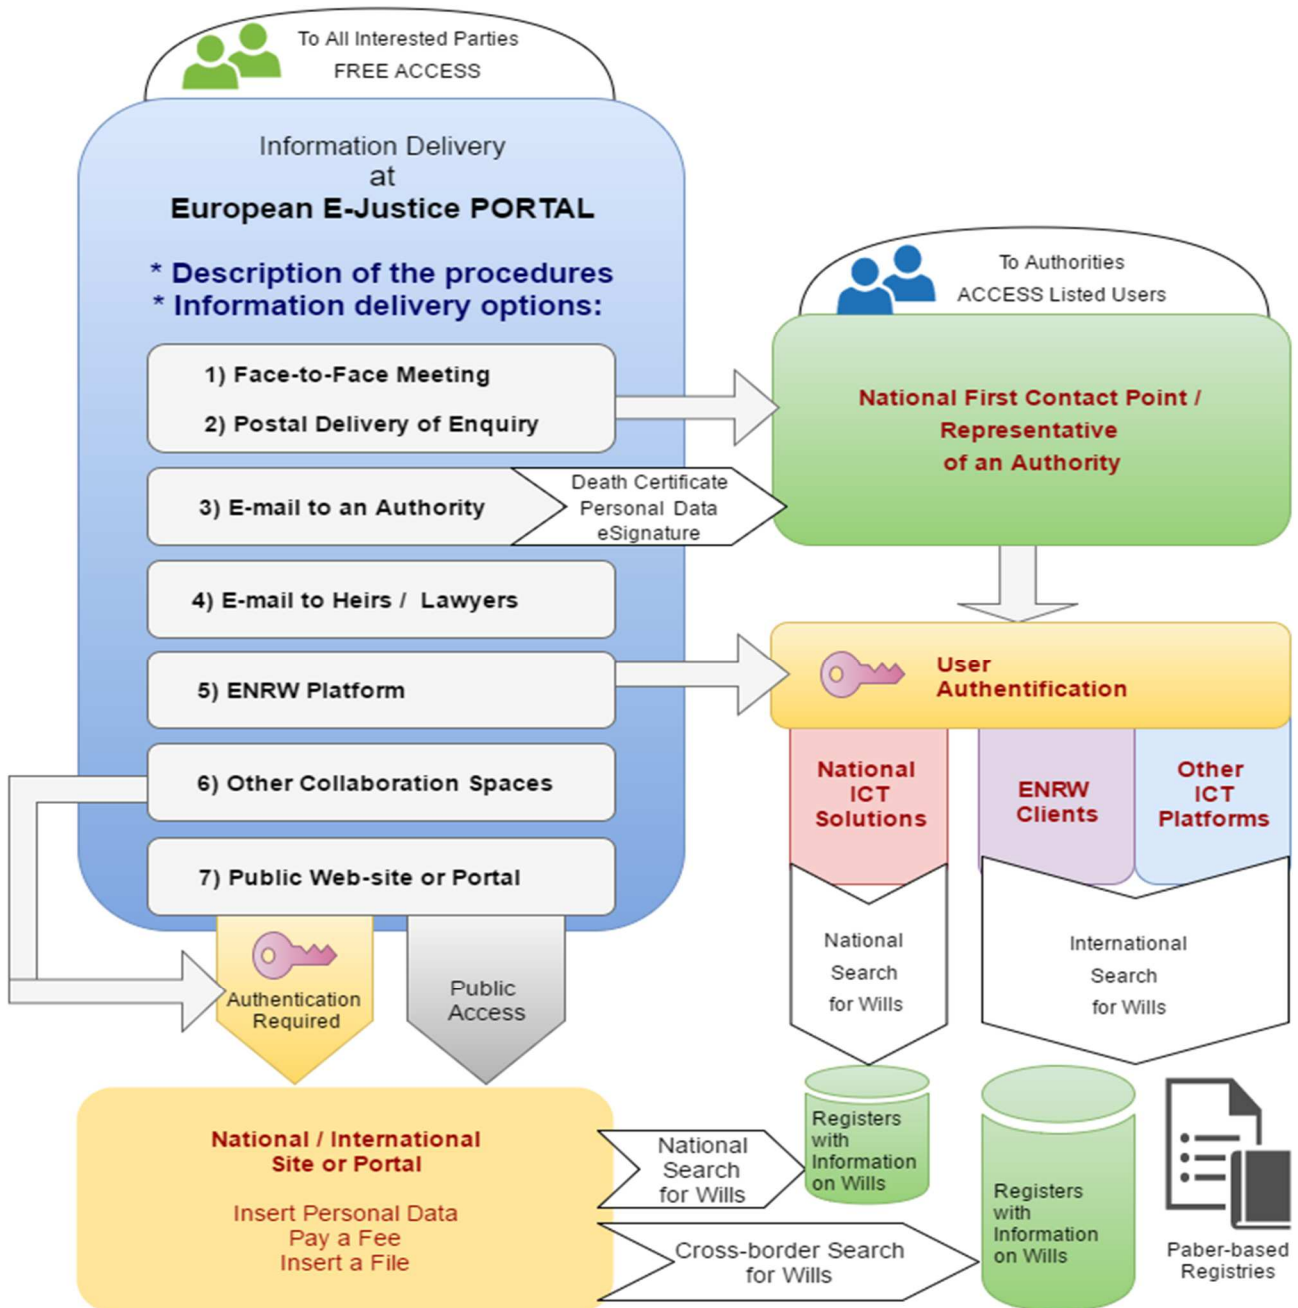 To All Interested Parties
FREE ACCESS
Information Delivery
at
European E-Justice PORTAL
* Description of the procedures
* Information delivery options:
1) Face-to-Face Meeting
2) Postal Delivery of Enquiry
3) E-mail to an Authority
Death Certificate
Personal Data
eSignature
4) E-mail to Heirs / Lawyers
5) ENRW Platform
6) Other Collaboration Spaces
7) Public Web-site or Portal
Authentication
Required
Public
Access
To Authorities
ACCESS Listed Users
National First Contact Point /
Representative
of an Authority
User
Authentification
National
ICT
Solutions
ENRW
Clients
Other
ICT
Platforms
National
Search
for Wills
International
Search
for Wills
National / International
Site or Portal
Insert Personal Data
Pay a Fee
Insert a File
National
Search
for Wills
Cross-border Search
for Wills
Registers
with
Information
on Wills
Registers
with
Information
on Wills
Paber-based
Registries